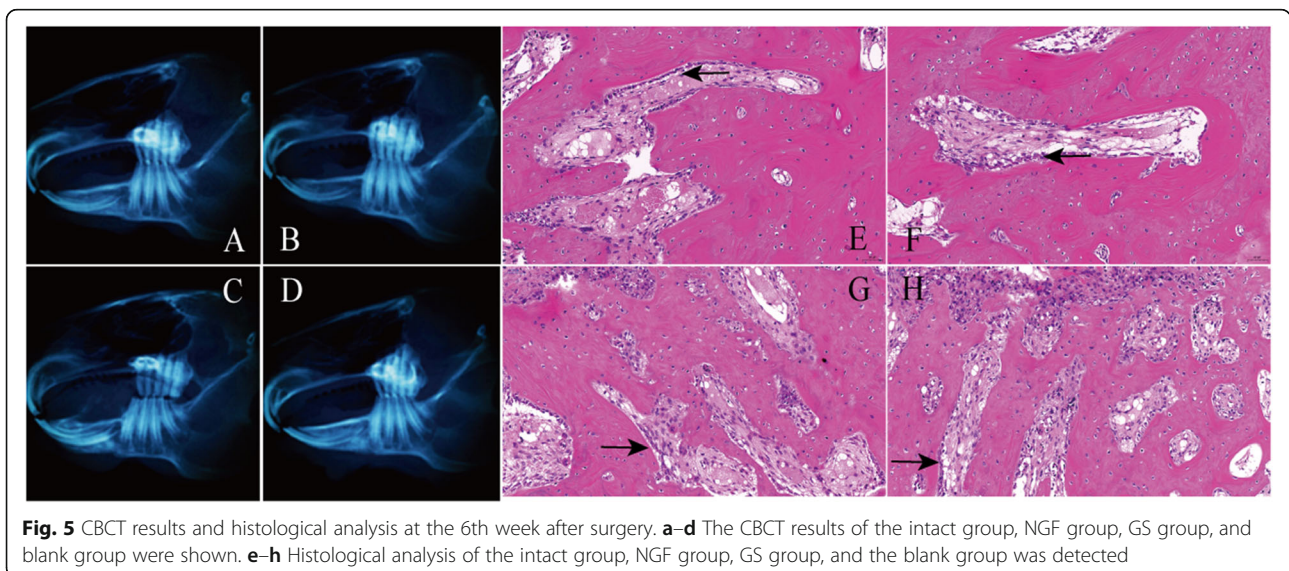 A
B
E
F
C
D
G
H
Fig. 5 CBCT results and histological analysis at the 6th week after surgery. a–d The CBCT results of the intact group, NGF group, GS group, and
blank group were shown. e–h Histological analysis of the intact group, NGF group, GS group, and the blank group was detected